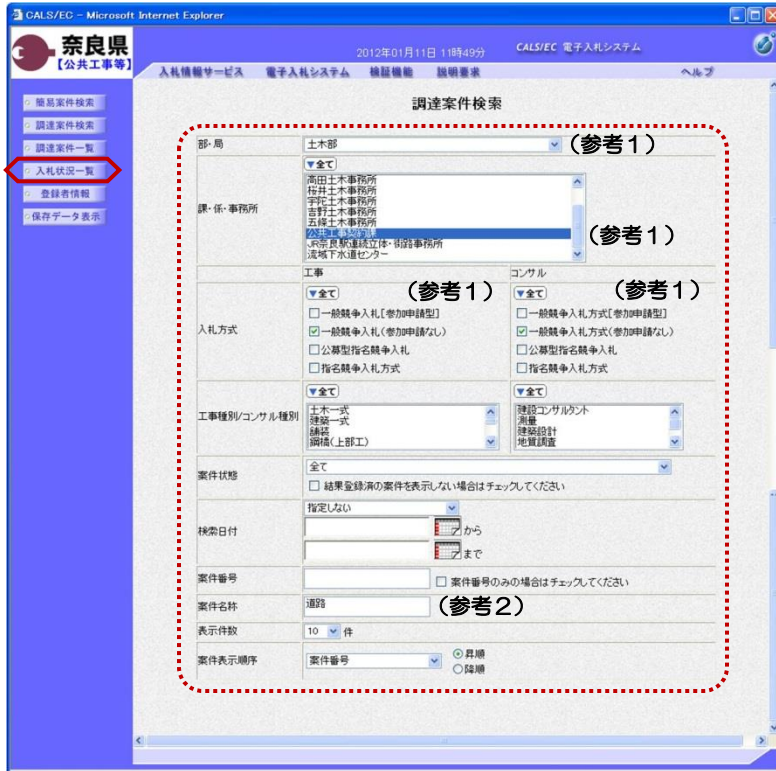 CALS/EC - Microsoft Internet Explorer
奈良県
【公共工事等】
2012年01月11日 11時49分
CALS/EC 電子入札システム
入札情報サービス 電子入札システム 検証機能 説明要求 ヘルプ
簡易案件検索
調達案件検索
調達案件一覧
入札状況一覧
登録者情報
保存データ表示
調達案件検索
部・局 土木部 (参考1)
▼全て
高田土木事務所
桜井土木事務所
宇陀土木事務所
吉野土木事務所
五條土木事務所
公共工事契約課
JR奈良駅連続立体・街路事務所
流域下水道センター
課・係・事務所
(参考1)
工事 コンサル
入札方式
▼全て (参考1) ▼全て (参考1)
一般競争入札[参加申請型] 一般競争入札方式[参加申請型]
一般競争入札(参加申請なし) 一般競争入札方式(参加申請なし)
公募型指名競争入札 公募型指名競争入札
指名競争入札方式 指名競争入札方式
工事種別/コンサル種別
▼全て ▼全て
土木一式 建設コンサルタント
建築一式 測量
舗装 建築設計
鋼橋(上部工) 地質調査
案件状態 全て
結果登録済の案件を表示しない場合はチェックしてください
検索日付 指定しない
から
まで
案件番号 案件番号のみの場合はチェックしてください
案件名称 道路 (参考2)
表示件数 10 件
案件表示順序 案件番号 昇順
降順